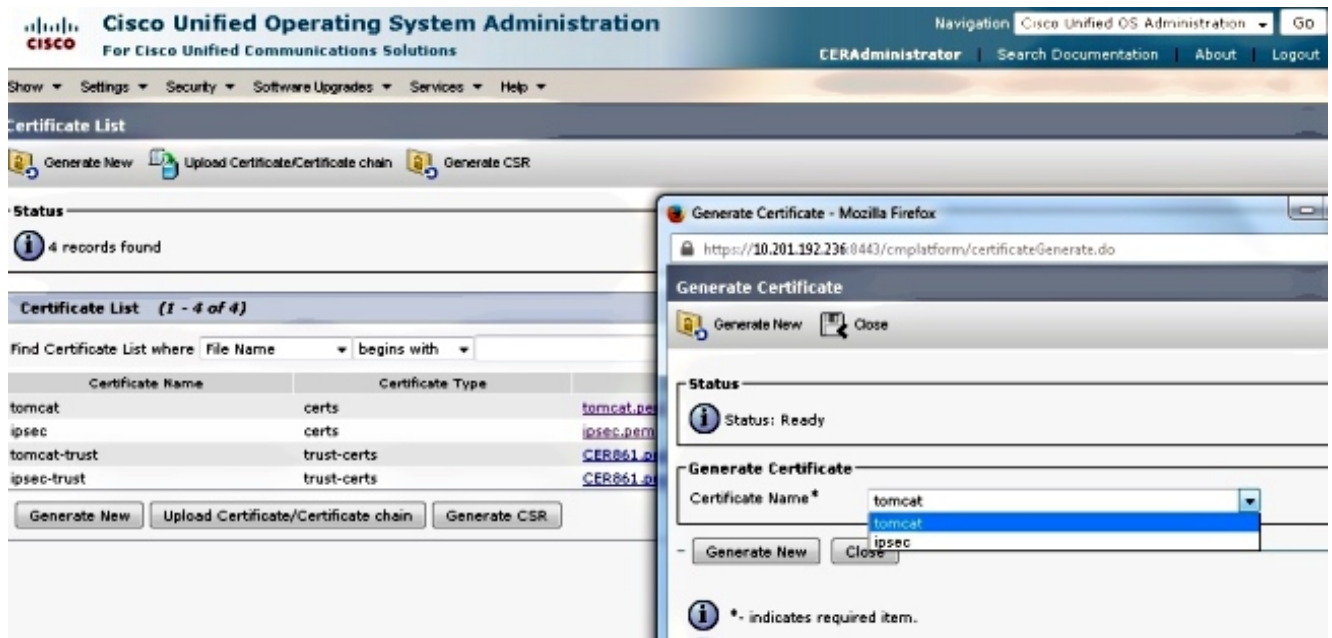 CISCO
Cisco Unified Operating System Administration
For Cisco Unified Communications Solutions
Navigation Cisco Unified OS Administration Go
CERAdministrator | Search Documentation | About | Logout
Show Settings Security Software Upgrades Services Help
Certificate List
Generate New Upload Certificate/Certificate chain Generate CSR
Status
4 records found
Certificate List (1 - 4 of 4)
Find Certificate List where File Name begins with
Certificate Name Certificate Type
tomcat certs
ipsec certs ipsec.pem
tomcat-trust trust-certs
ipsec-trust trust-certs
Generate New Upload Certificate/Certificate chain Generate CSR
Generate Certificate - Mozilla Firefox
https://10.201.192.236:8443/cmplatform/certificateGenerate.do
Generate Certificate
Generate New Close
Status
Status: Ready
Generate Certificate
Certificate Name* tomcat
tomcat
ipsec
Generate New Close
*- indicates required item.